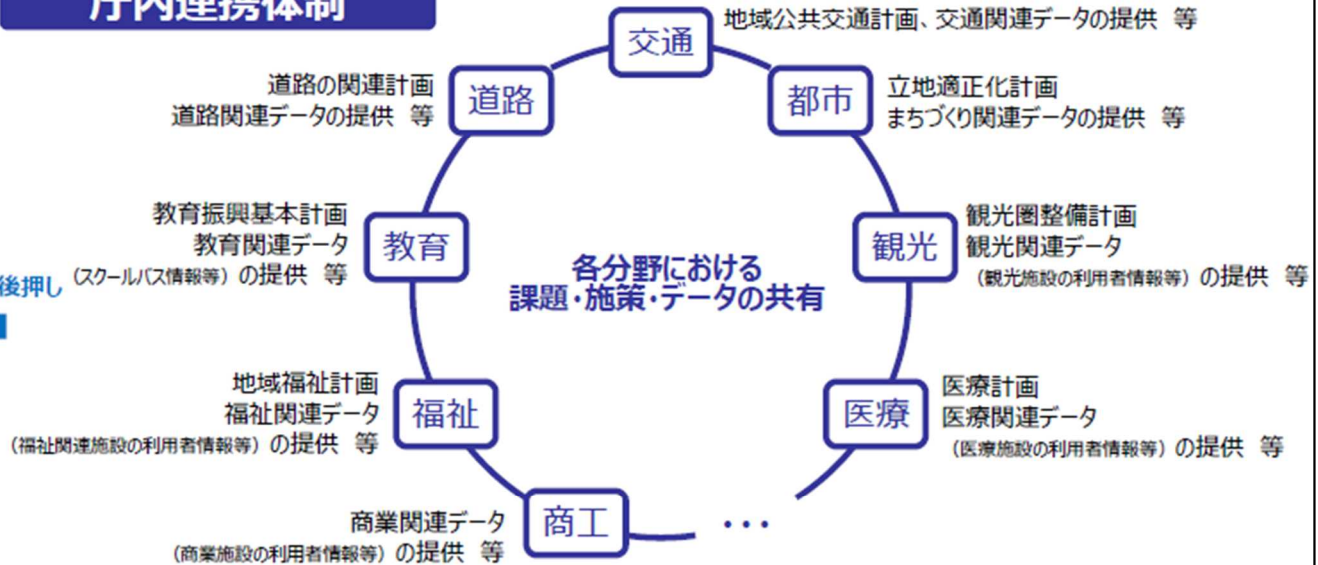 庁内連携体制
交通
地域公共交通計画、交通関連データの提供 等
道路の関連計画
道路関連データの提供 等
道路
都市
立地適正化計画
まちづくり関連データの提供 等
教育振興基本計画
教育関連データ
(スクールバス情報等)の提供 等
教育
観光
観光圏整備計画
観光関連データ
(観光施設の利用者情報等)の提供 等
各分野における
課題・施策・データの共有
後押し
地域福祉計画
福祉関連データ
(福祉関連施設の利用者情報等)の提供 等
福祉
医療
医療計画
医療関連データ
(医療施設の利用者情報等)の提供 等
商業関連データ
(商業施設の利用者情報等)の提供 等
商工
・・・